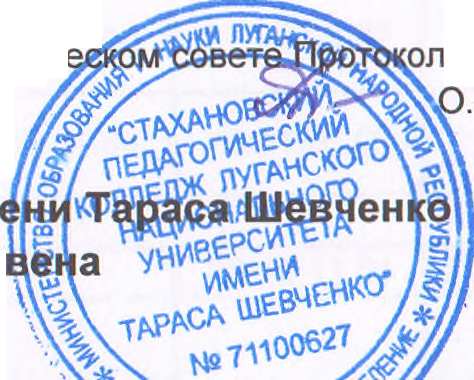 еском совете Протокол
О.
ени Тараса Шевченко
вена
МИНИСТЕРСТВО ОБРАЗОВАНИЯ И НАУКИ ЛУГАНСКОЙ НАРОДНОЙ РЕСПУБЛИКИ
"СТАХАНОВСКИЙ
ПЕДАГОГИЧЕСКИЙ
КОЛЛЕДЖ ЛУГАНСКОГО
НАЦИОНАЛЬНОГО
УНИВЕРСИТЕТА
ИМЕНИ
ТАРАСА ШЕВЧЕНКО"
№ 71100627